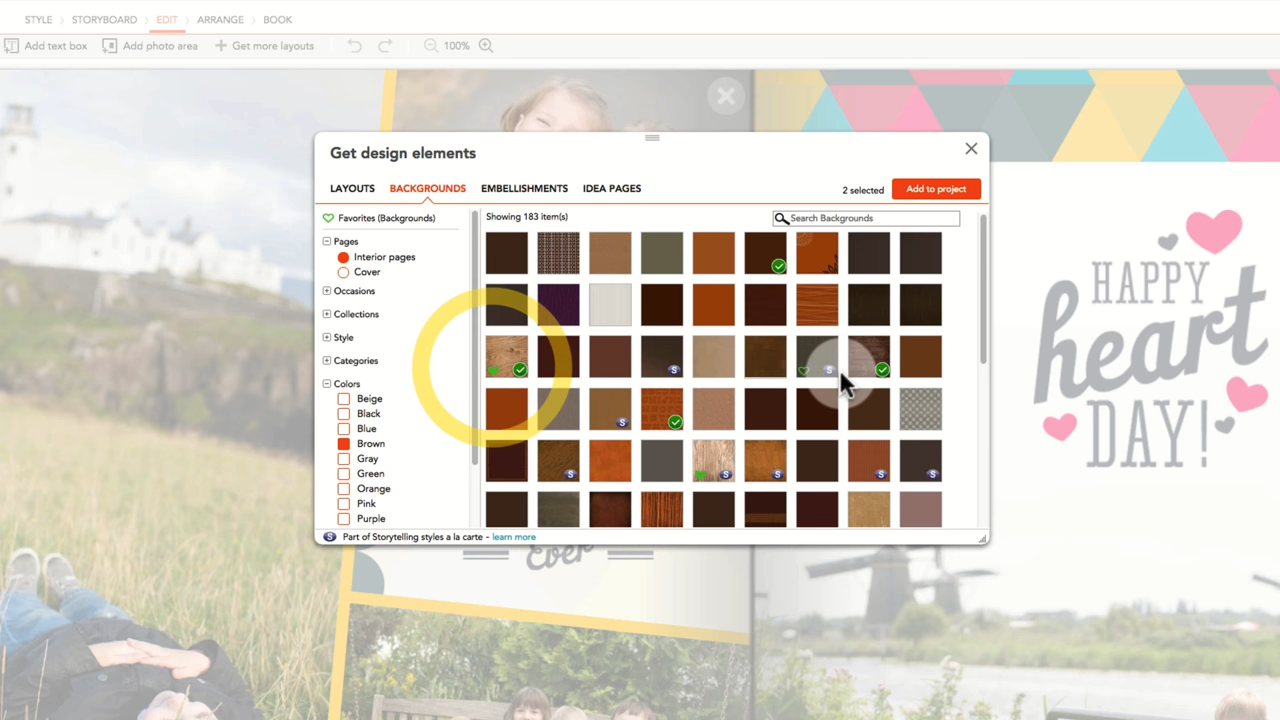 STYLE STORYBOARD EDIT ARRANGE BOOK
Add text box Add photo area Get more layouts 100%
Get design elements
LAYOUTS BACKGROUNDS EMBELLISHMENTS IDEA PAGES 2 selected Add to project
Favorites (Backgrounds) Showing 183 item(s) Search Backgrounds
Pages
Interior pages
Cover
Occasions
Collections
Style
Categories
Colors
Beige
Black
Blue
Brown
Gray
Green
Orange
Pink
Purple
S Part of Storytelling styles a la carte - learn more
HAPPY
heart
DAY!
Ever